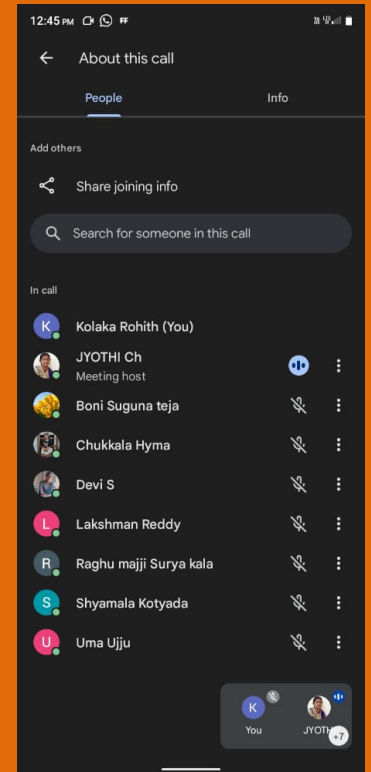 12:45 PM FF
About this call
People Info
Add others
Share joining info
Search for someone in this call
In call
K Kolaka Rohith (You)
JYOTHI Ch
Meeting host
Boni Suguna teja
Chukkala Hyma
Devi S
L Lakshman Reddy
R Raghu majji Surya kala
S Shyamala Kotyada
U Uma Ujju
K
You JYOTH +7